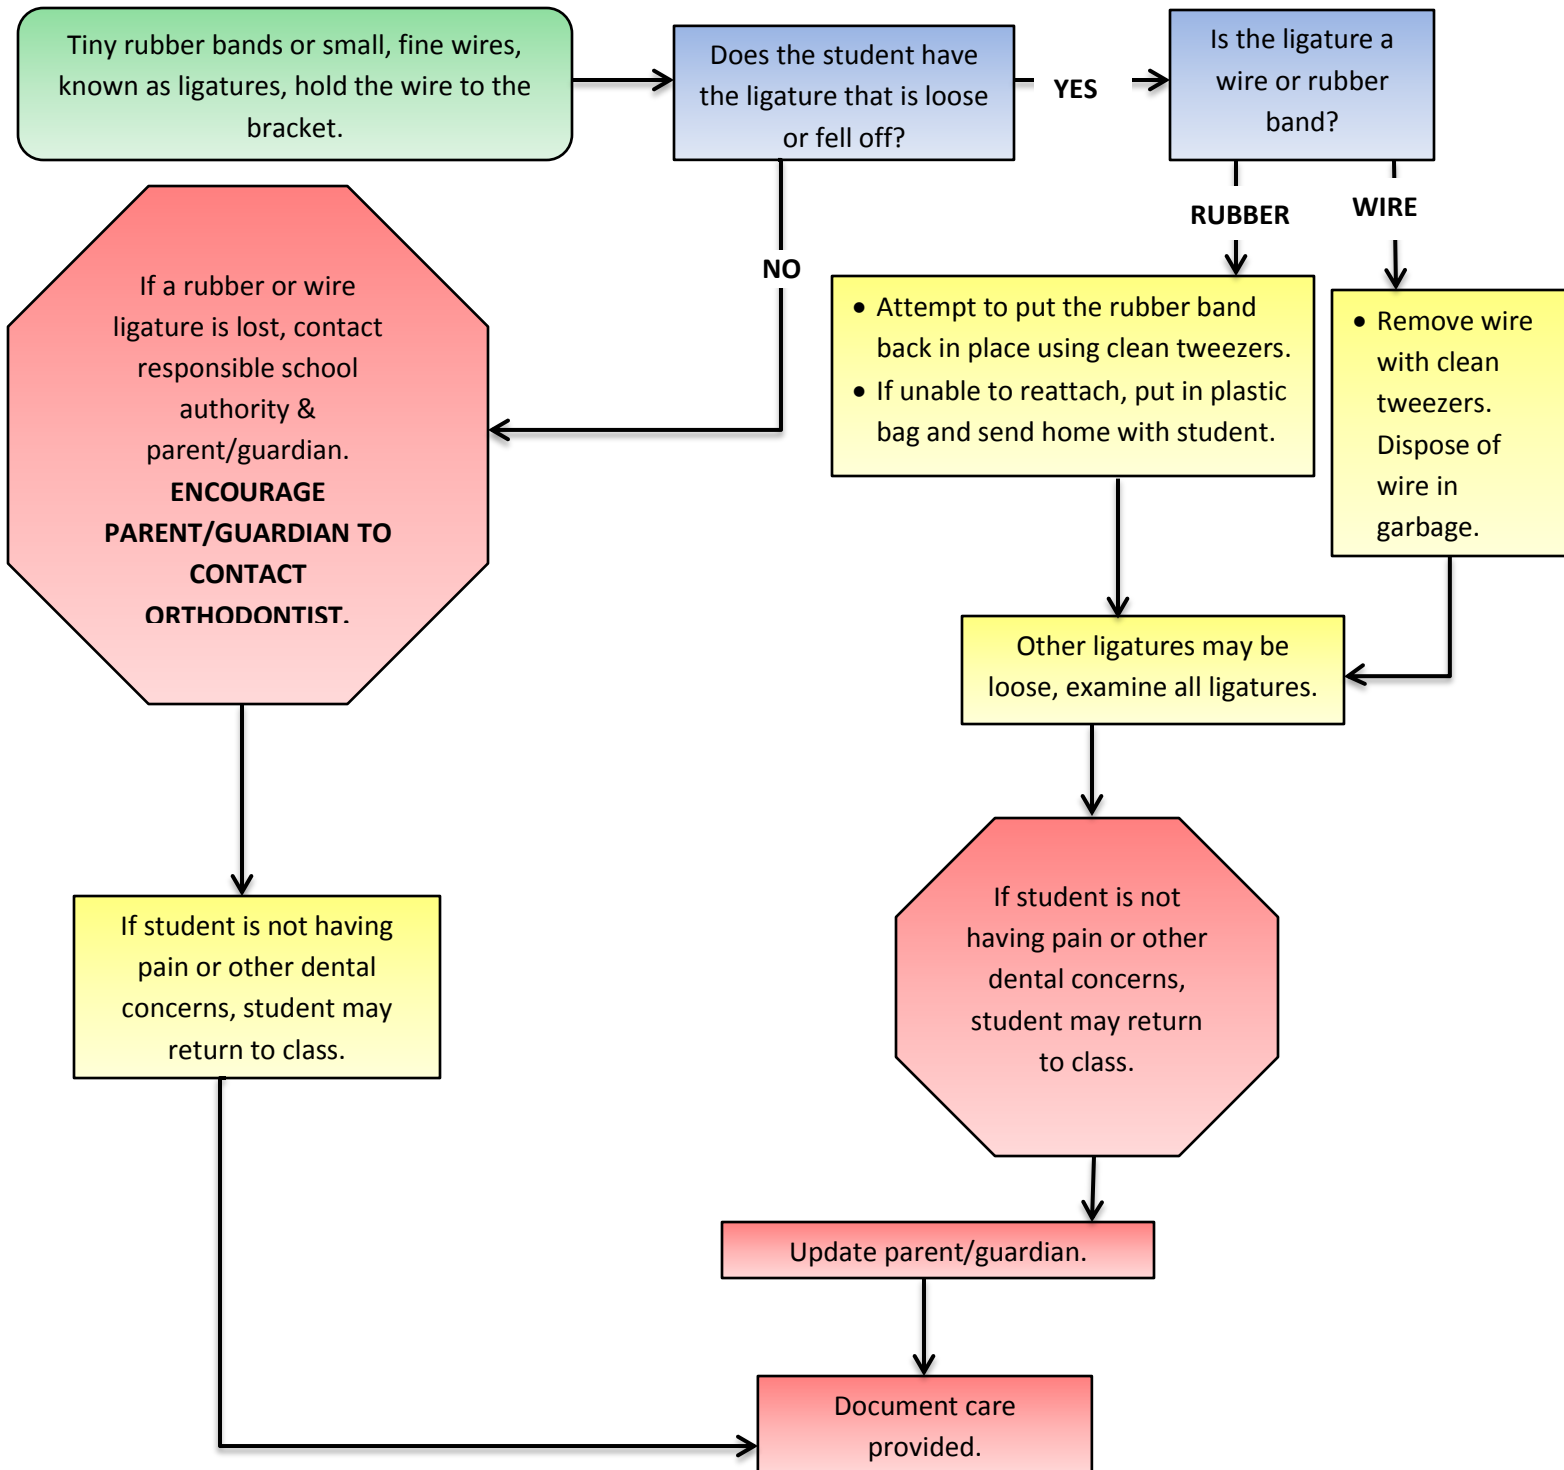 Tiny rubber bands or small, fine wires,
known as ligatures, hold the wire to the
bracket.
Does the student have
the ligature that is loose
or fell off?
YES
Is the ligature a
wire or rubber
band?
RUBBER
WIRE
NO
If a rubber or wire
ligature is lost, contact
responsible school
authority &
parent/guardian.
ENCOURAGE
PARENT/GUARDIAN TO
CONTACT
ORTHODONTIST.
• Attempt to put the rubber band
back in place using clean tweezers.
• If unable to reattach, put in plastic
bag and send home with student.
• Remove wire
with clean
tweezers.
Dispose of
wire in
garbage.
Other ligatures may be
loose, examine all ligatures.
If student is not having
pain or other dental
concerns, student may
return to class.
If student is not
having pain or other
dental concerns,
student may return
to class.
Update parent/guardian.
Document care
provided.